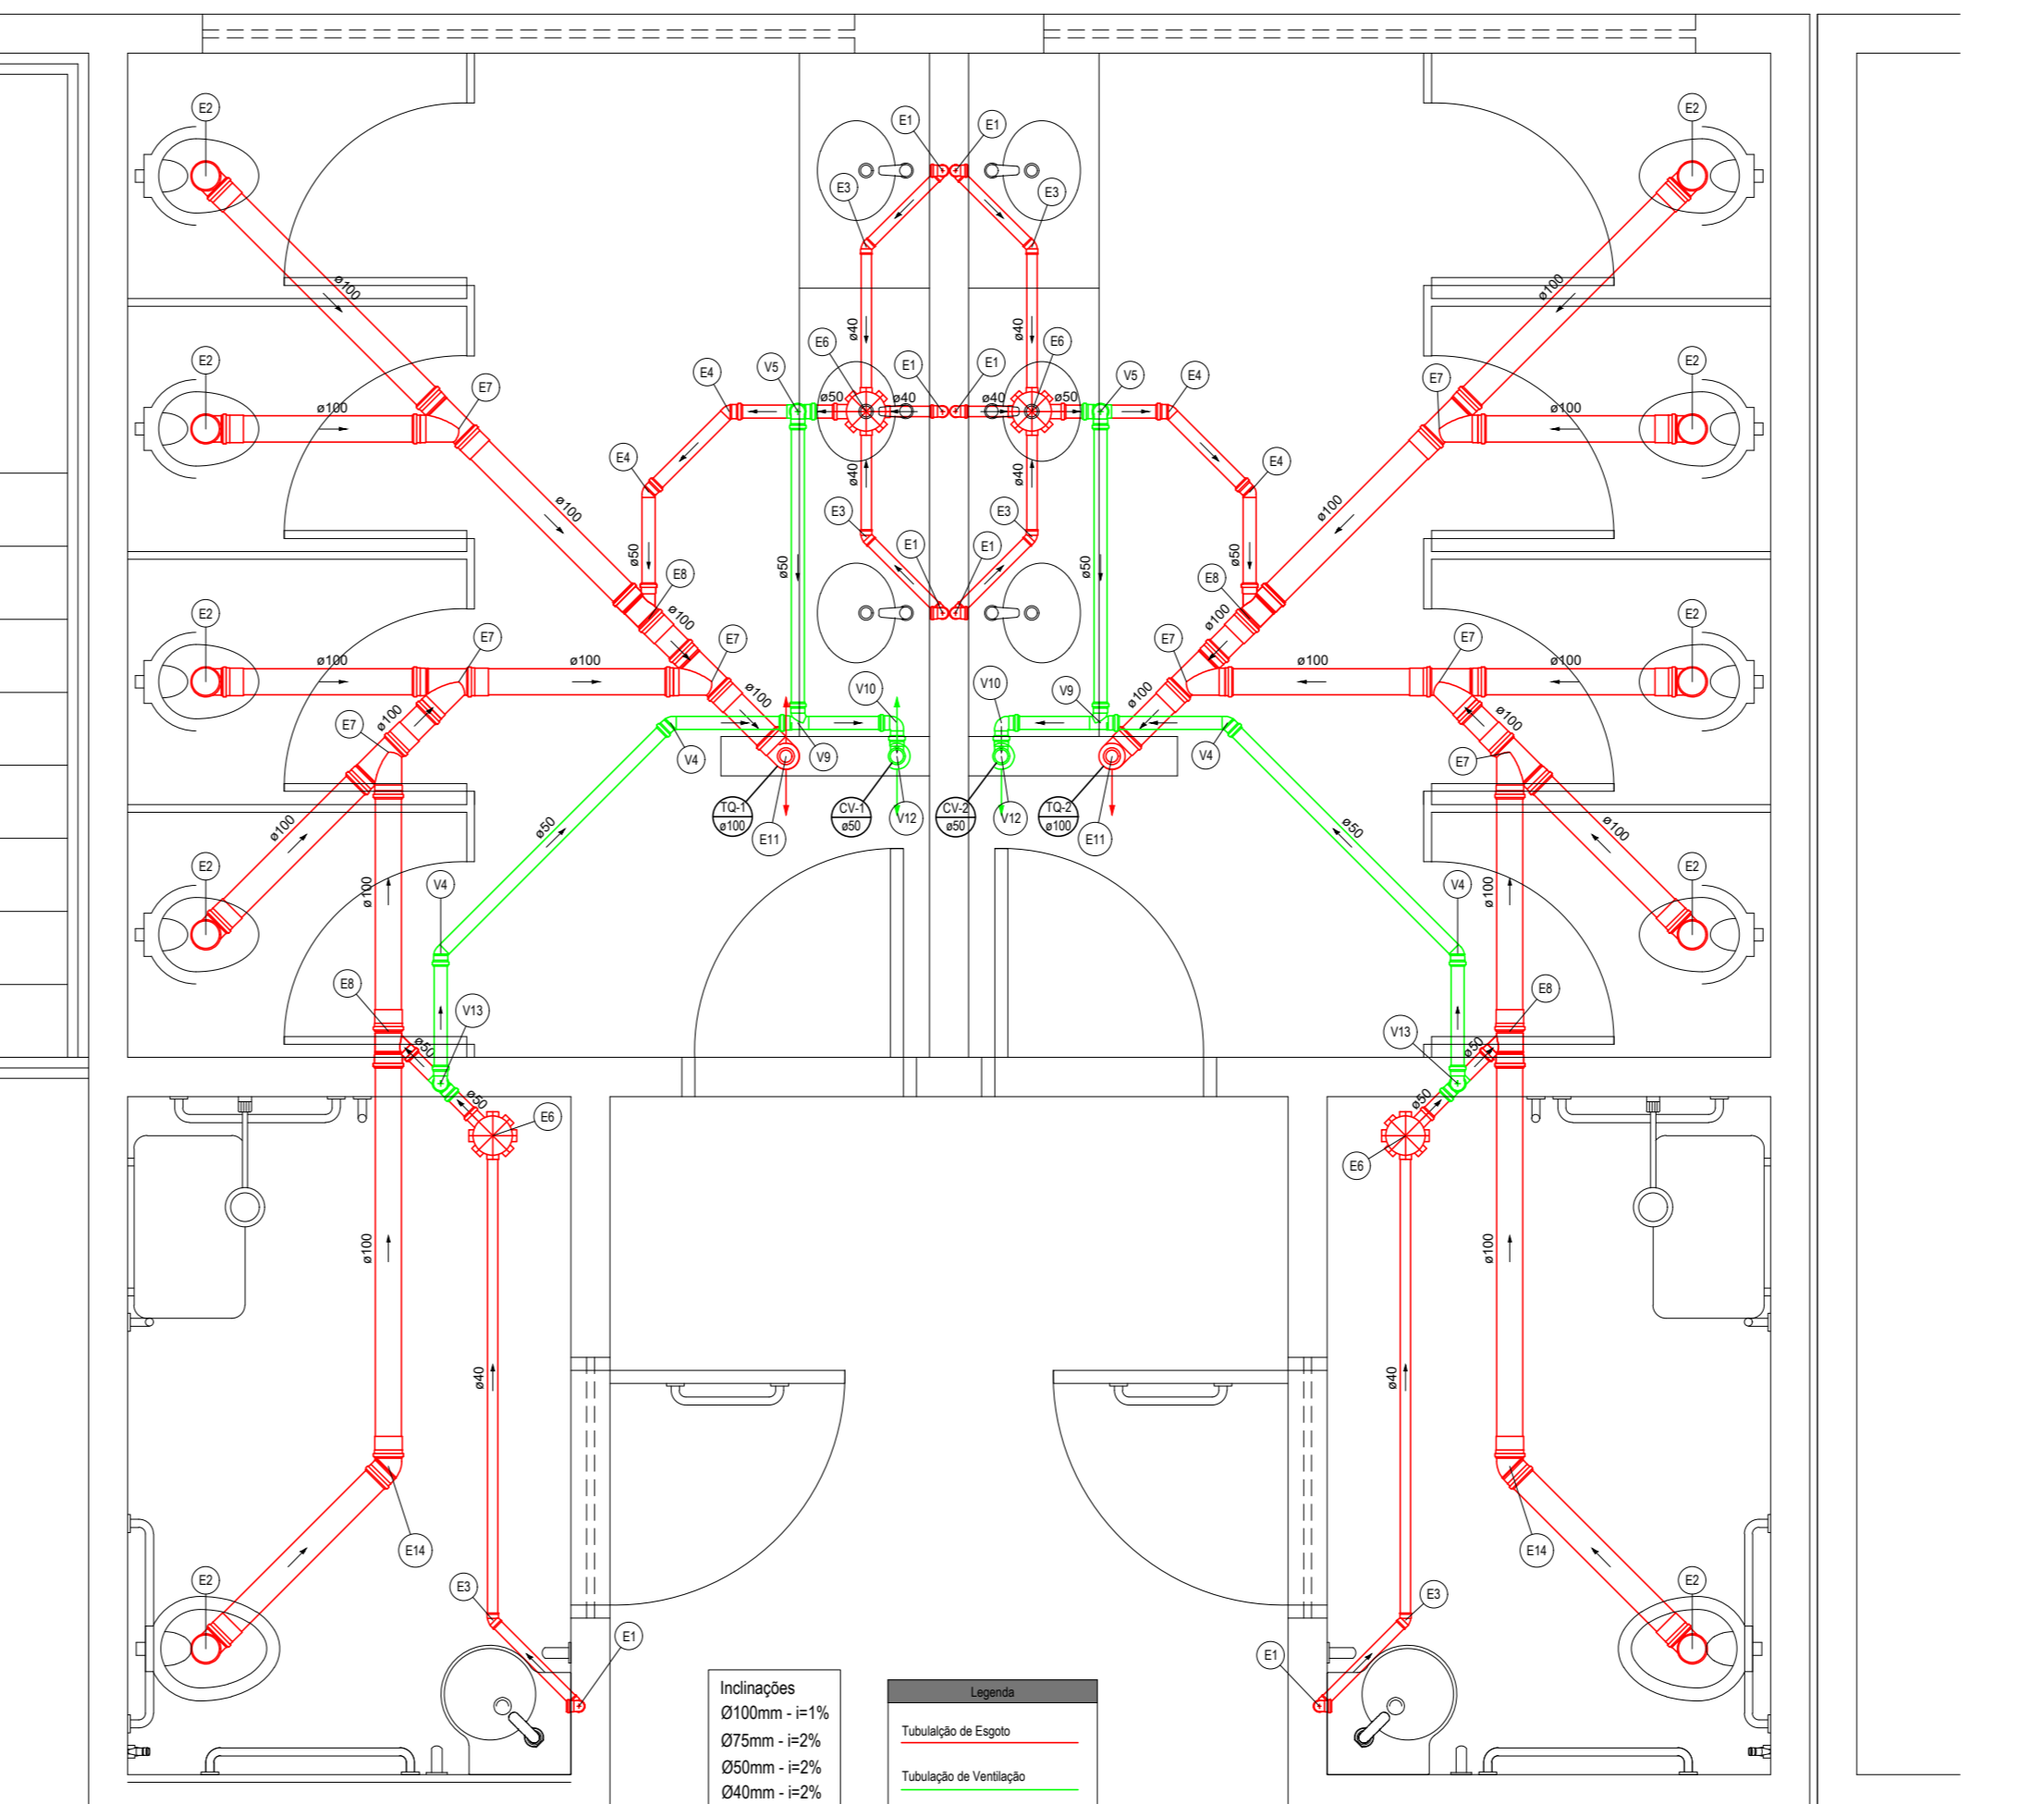 E2
E1
E1
E2
E3
E3
ø100
ø100
ø40
ø40
E2
E7
E4
V5
E6
E1
E1
E6
V5
E4
E7
E2
ø100
ø50
ø40
ø40
ø50
ø100
E4
ø40
ø40
E4
ø100
E3
E3
ø100
ø50
ø50
E1
E1
ø50
ø50
E2
E8
E8
E2
ø100
ø100
E7
E7
E7
E7
ø100
ø100
ø100
ø100
V10
V9
V10
ø100
ø100
ø100
ø100
E7
V4
V9
V4
E7
TQ-1
ø100
E11
CV-1
ø50
V12
CV-2
ø50
V12
TQ-2
ø100
E11
ø100
ø50
ø50
ø100
E2
V4
V4
E2
ø100
ø100
E8
V13
V13
E8
ø50
ø50
ø50
ø50
E6
E6
ø100
ø100
ø40
ø40
E14
E14
E2
E3
E3
E2
E1
E1
Inclinações
Ø100mm - i=1%
Ø75mm - i=2%
Ø50mm - i=2%
Ø40mm - i=2%
Legenda
Tubulalção de Esgoto
Tubulação de Ventilação